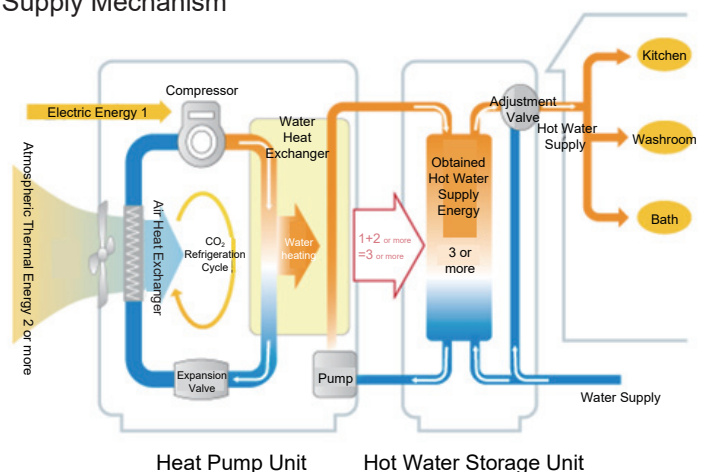 Supply Mechanism
Compressor
Electric Energy 1
Water
Heat
Exchanger
Atmospheric Thermal Energy 2 or more
Air Heat Exchanger
CO₂
Refrigeration
Cycle
Water
heating
Expansion
Valve
Pump
1+2 or more
=3 or more
Obtained
Hot Water
Supply
Energy
3 or
more
Adjustment
Valve
Hot Water
Supply
Kitchen
Washroom
Bath
Water Supply
Heat Pump Unit
Hot Water Storage Unit